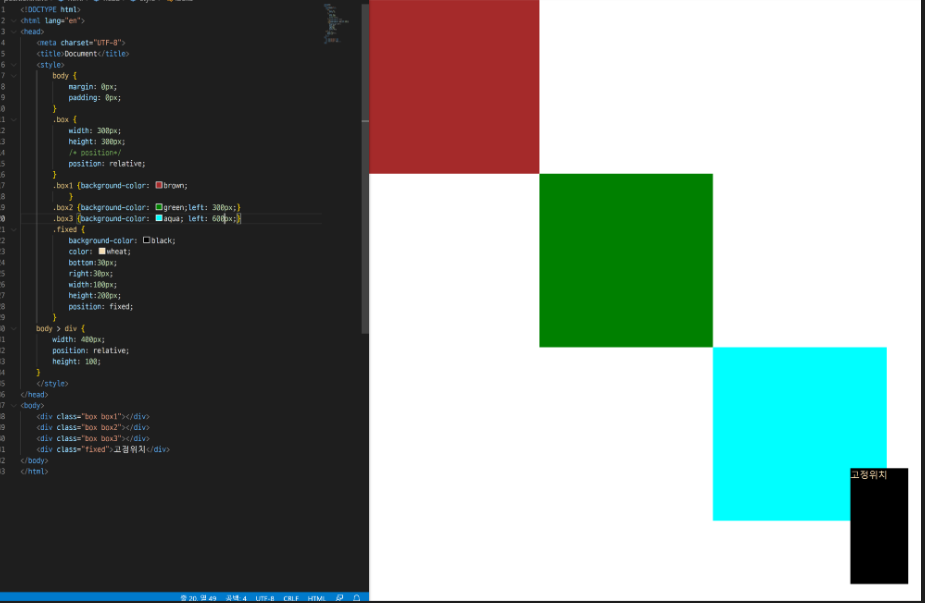 <!DOCTYPE html>
<html lang="en">
<head>
<meta charset="UTF-8">
<title>Document</title>
<style>
body {
margin: 0px;
padding: 0px;
}
.box {
width: 300px;
height: 300px;
/* position*/
position: relative;
}
.box1 {background-color: brown;
}
.box2 {background-color: green;left: 300px;}
.box3 {background-color: aqua; left: 600px;}
.fixed {
background-color: black;
color: wheat;
bottom:30px;
right:30px;
width:100px;
height:200px;
position: fixed;
}
body > div {
width: 400px;
position: relative;
height: 100;
}
</style>
</head>
<body>
<div class="box box1"></div>
<div class="box box2"></div>
<div class="box box3"></div>
<div class="fixed">고정위치</div>
</body>
</html>
고정위치
줄 20, 열 49 공백: 4 UTF-8 CRLF HTML